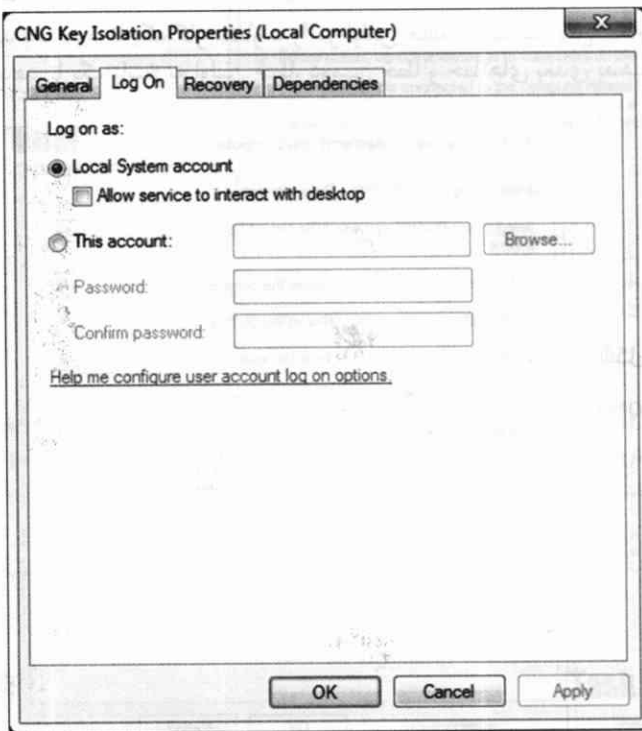 CNG Key Isolation Properties (Local Computer)
General Log On Recovery Dependencies
Log on as:
Local System account
Allow service to interact with desktop
This account: Browse...
Password:
Confirm password:
Help me configure user account log on options.
OK Cancel Apply